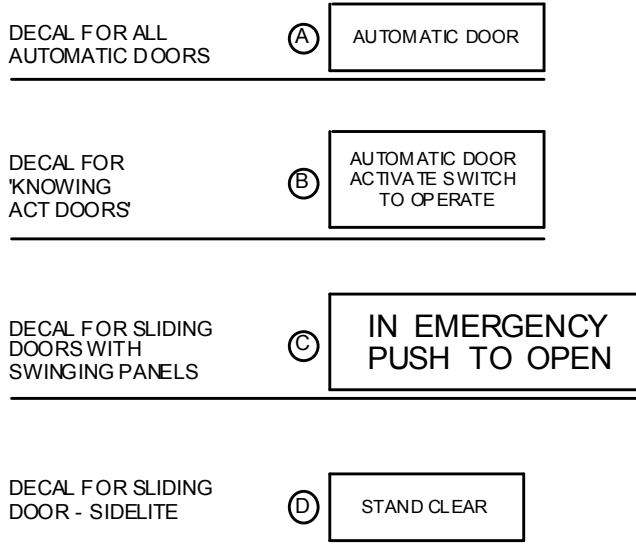 DECAL FOR ALL
AUTOMATIC DOORS
A
AUTOMATIC DOOR
DECAL FOR
'KNOWING
ACT DOORS'
B
AUTOMATIC DOOR
ACTIVATE SWITCH
TO OPERATE
DECAL FOR SLIDING
DOORS WITH
SWINGING PANELS
C
IN EMERGENCY
PUSH TO OPEN
DECAL FOR SLIDING
DOOR - SIDELITE
D
STAND CLEAR